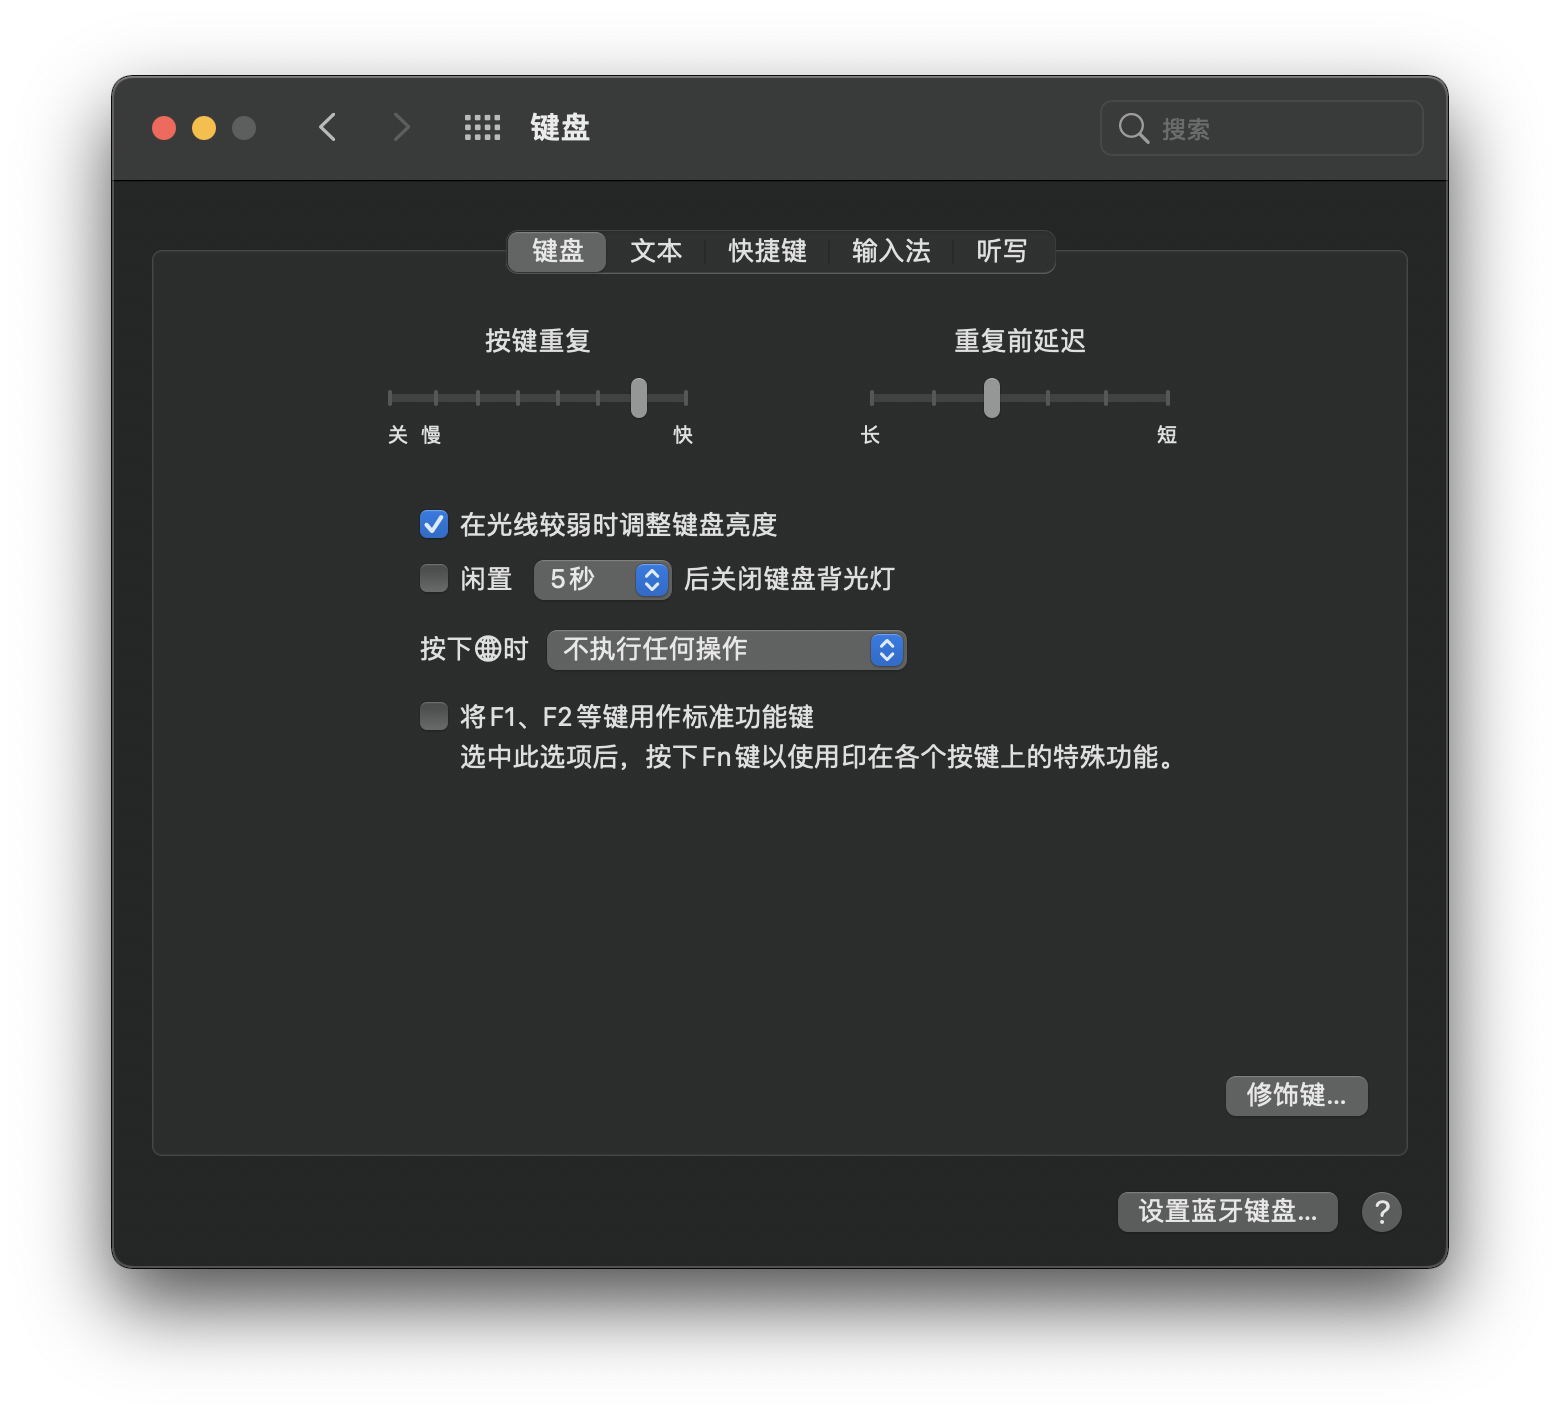 键盘
搜索
键盘 文本 快捷键 输入法 听写
按键重复 重复前延迟
关 慢 快 长 短
在光线较弱时调整键盘亮度
闲置 5秒 后关闭键盘背光灯
按下🌐时 不执行任何操作
将F1、F2等键用作标准功能键
选中此选项后，按下Fn键以使用印在各个按键上的特殊功能。
修饰键...
设置蓝牙键盘... ?